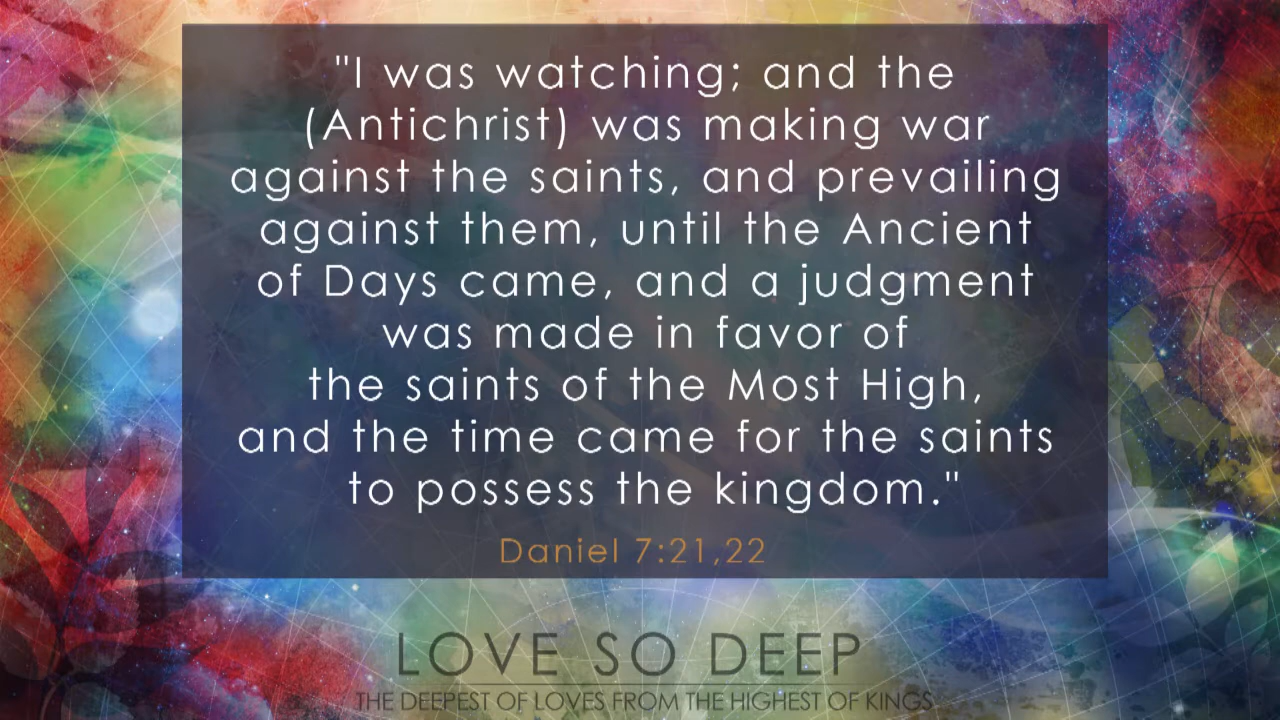 "I was watching; and the
(Antichrist) was making war
against the saints, and prevailing
against them, until the Ancient
of Days came, and a judgment
was made in favor of
the saints of the Most High,
and the time came for the saints
to possess the kingdom."
Daniel 7:21,22
LOVE SO DEEP
THE DEEPEST OF LOVES FROM THE HIGHEST OF KINGS